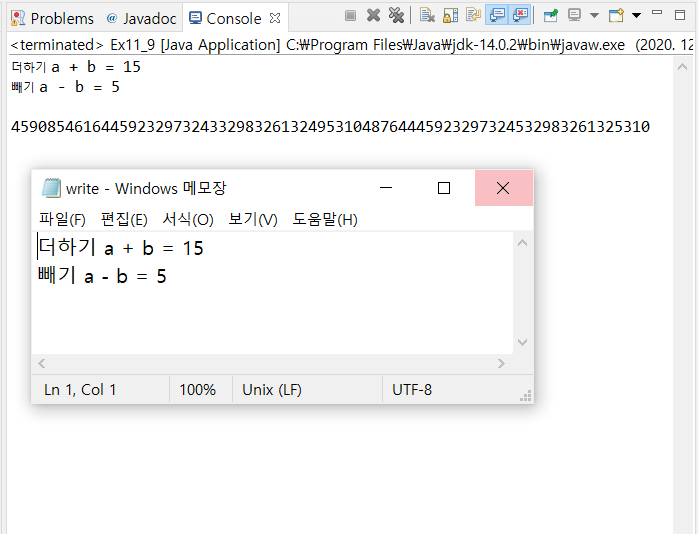 Problems @ Javadoc Console
<terminated> Ex11_9 [Java Application] C:₩Program Files₩Java₩jdk-14.0.2₩bin₩javaw.exe (2020. 12
더하기 a + b = 15
빼기 a - b = 5
45908546164459232973243329832613249531048764445923297324532983261325310
write - Windows 메모장
파일(F) 편집(E) 서식(O) 보기(V) 도움말(H)
더하기 a + b = 15
빼기 a - b = 5
Ln 1, Col 1 100% Unix (LF) UTF-8